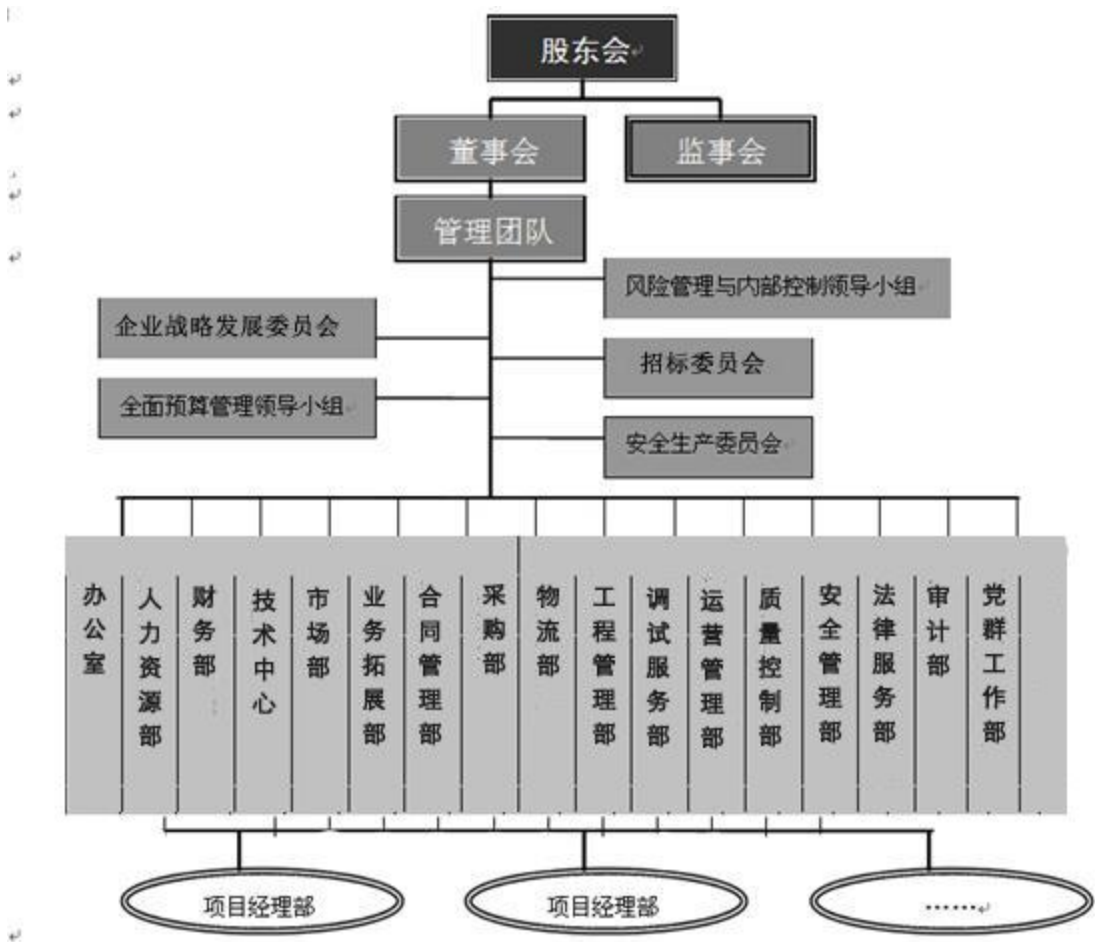 股东会
董事会
监事会
管理团队
风险管理与内部控制领导小组
企业战略发展委员会
招标委员会
全面预算管理领导小组
安全生产委员会
办公室
人力资源部
财务部
技术中心
市场部
业务拓展部
合同管理部
采购部
物流部
工程管理部
调试服务部
运营管理部
质量控制部
安全管理部
法律服务部
审计部
党群工作部
项目经理部
项目经理部
……